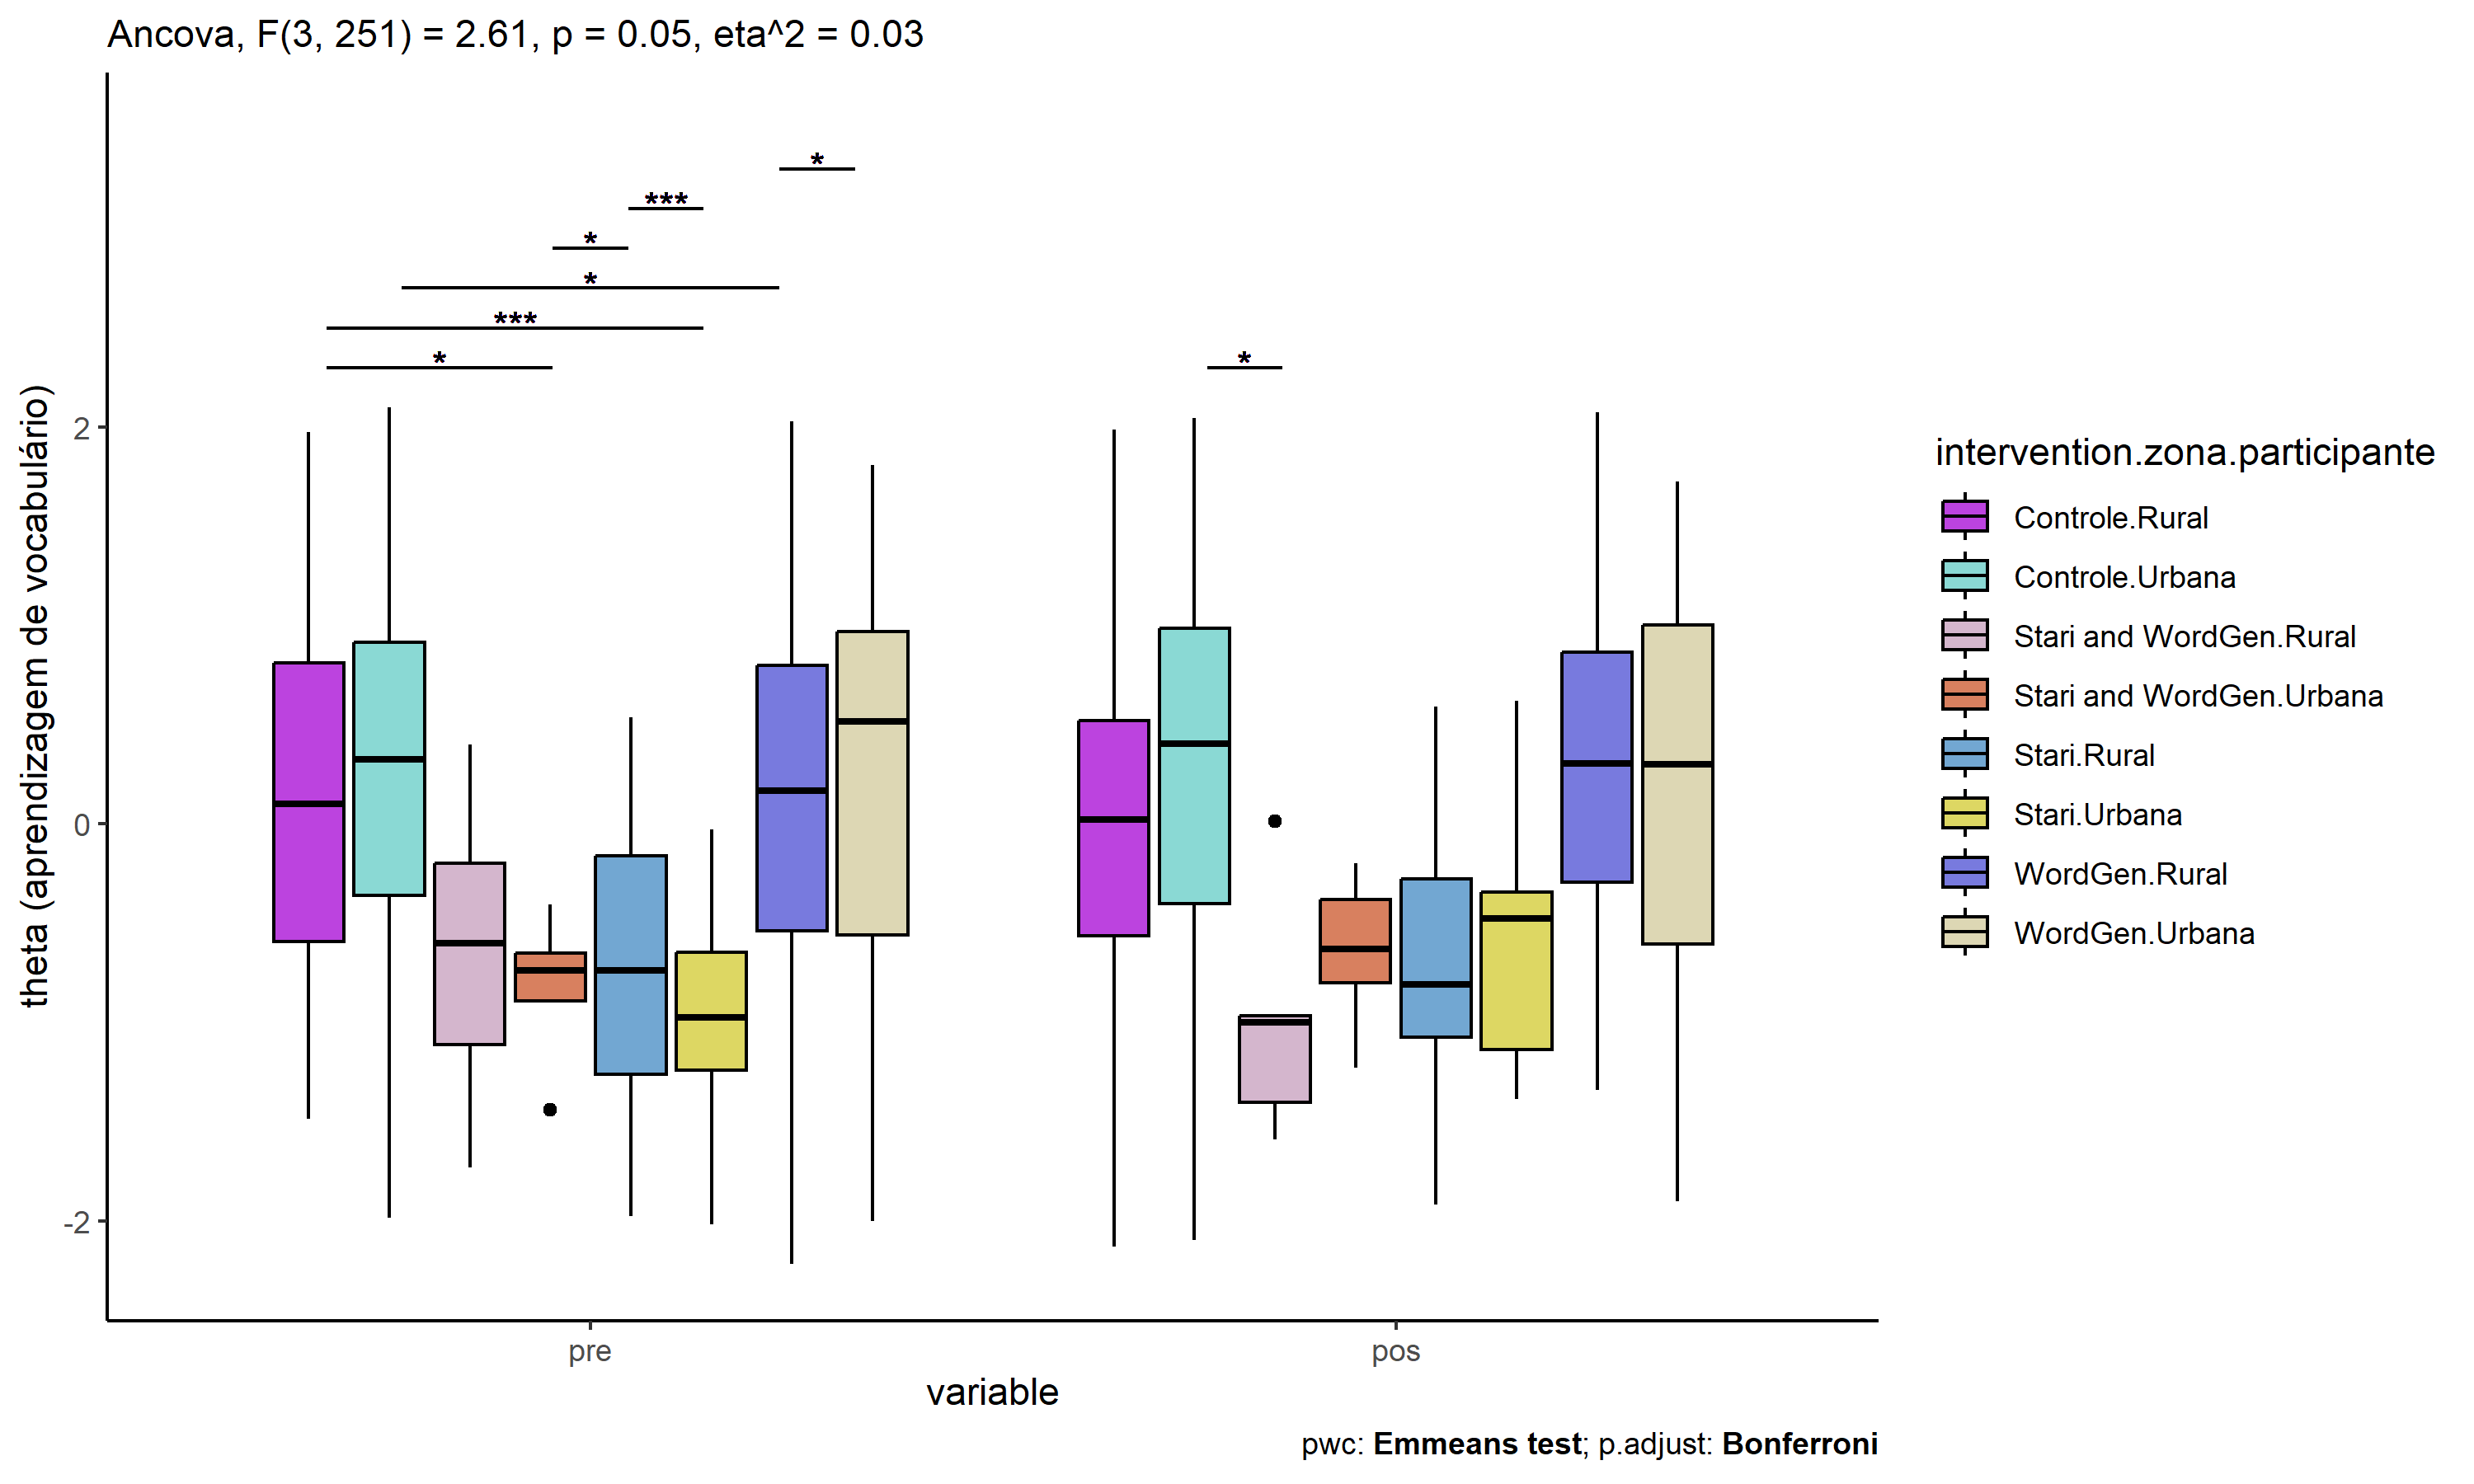 Ancova, F(3, 251) = 2.61, p = 0.05, eta^2 = 0.03
*
***
*
*
***
*
*
theta (aprendizagem de vocabulário)
2
0
-2
pre
pos
variable
intervention.zona.participante
Controle.Rural
Controle.Urbana
Stari and WordGen.Rural
Stari and WordGen.Urbana
Stari.Rural
Stari.Urbana
WordGen.Rural
WordGen.Urbana
pwc: Emmeans test; p.adjust: Bonferroni